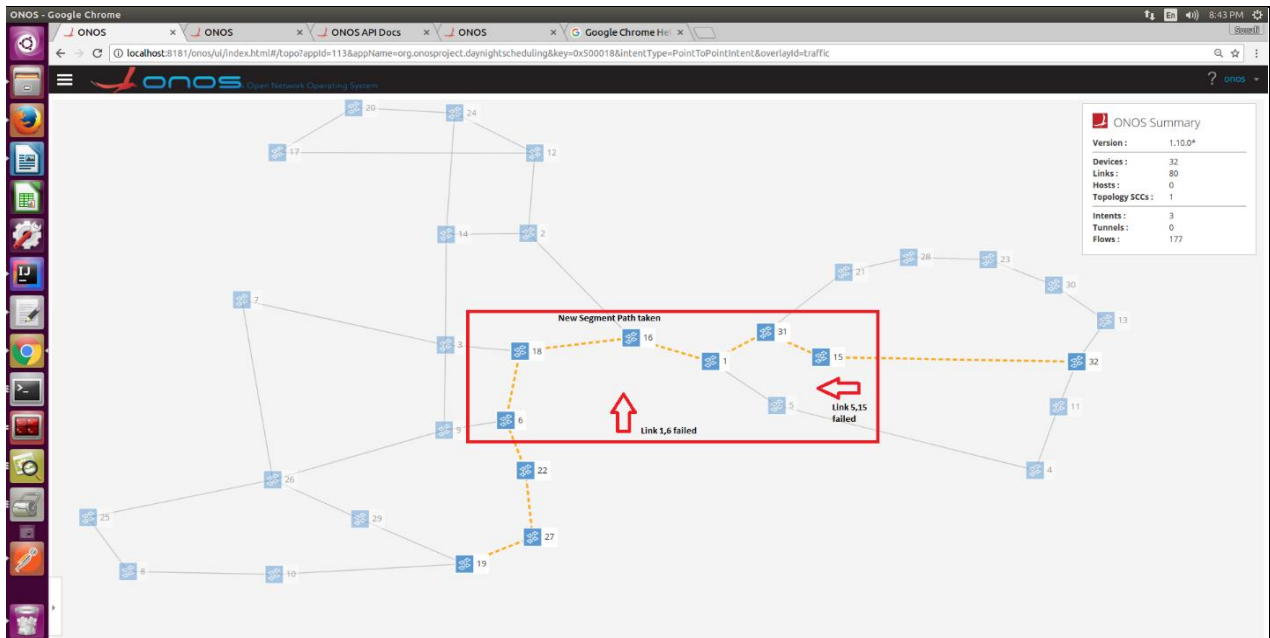 ONOS - Google Chrome
En
8:43 PM
ONOS
ONOS
ONOS API Docs
ONOS
Google Chrome Hel
localhost:8181/onos/ui/index.html#/topo?appId=113&appName=org.onosproject.daynightscheduling&key=0x500018&intentType=PointToPointIntent&overlayId=traffic
onos Open Network Operating System
? onos
ONOS Summary
Version : 1.10.0*
Devices : 32
Links : 80
Hosts : 0
Topology SCCs : 1
Intents : 3
Tunnels : 0
Flows : 177
20
24
17
12
14
2
28
23
21
30
7
13
New Segment Path taken
31
16
3
18
15
1
32
5
Link 5,15
failed
11
6
9
Link 1,6 failed
22
4
26
25
29
27
19
8
10